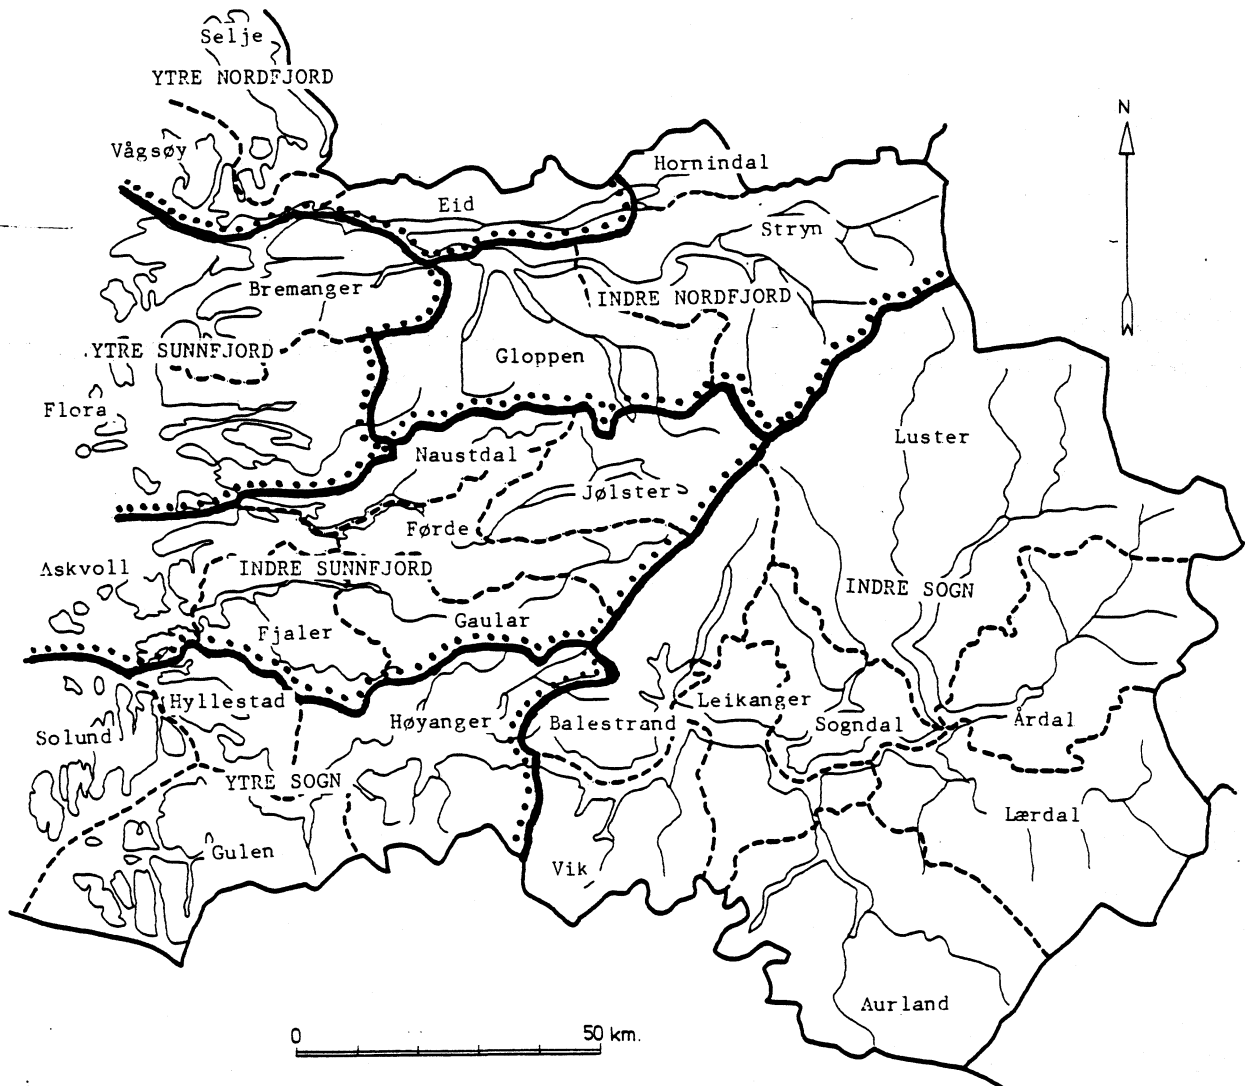 Selje
YTRE NORDFJORD
N
Vågsøy
Hornindal
Eid
Stryn
Bremanger
INDRE NORDFJORD
YTRE SUNNFJORD
Gloppen
Flora
Luster
Naustdal
Jølster
Førde
Askvoll
INDRE SUNNFJORD
INDRE SOGN
Fjaler
Gaular
Hyllestad
Leikanger
Høyanger
Balestrand
Sogndal
Årdal
Solund
YTRE SOGN
Lærdal
Gulen
Vik
Aurland
0 50 km.